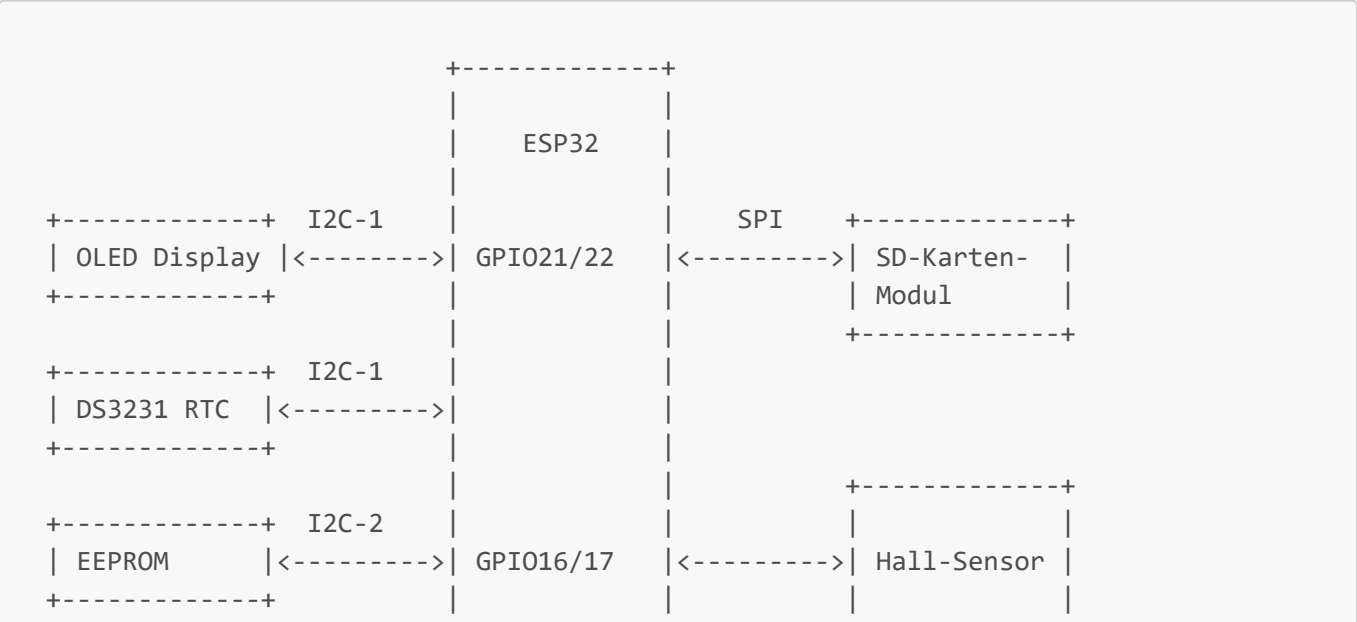 +-------------+
|             |
|    ESP32    |
|             |
+-------------+  I2C-1    |             |    SPI    +-------------+
| OLED Display |<-------->| GPIO21/22   |<--------->| SD-Karten-  |
+-------------+           |             |           | Modul       |
|             |           +-------------+
+-------------+  I2C-1    |             |
| DS3231 RTC  |<--------->|             |
+-------------+           |             |
|             |           +-------------+
+-------------+  I2C-2    |             |           |             |
| EEPROM      |<--------->| GPIO16/17   |<--------->| Hall-Sensor |
+-------------+           |             |           |             |